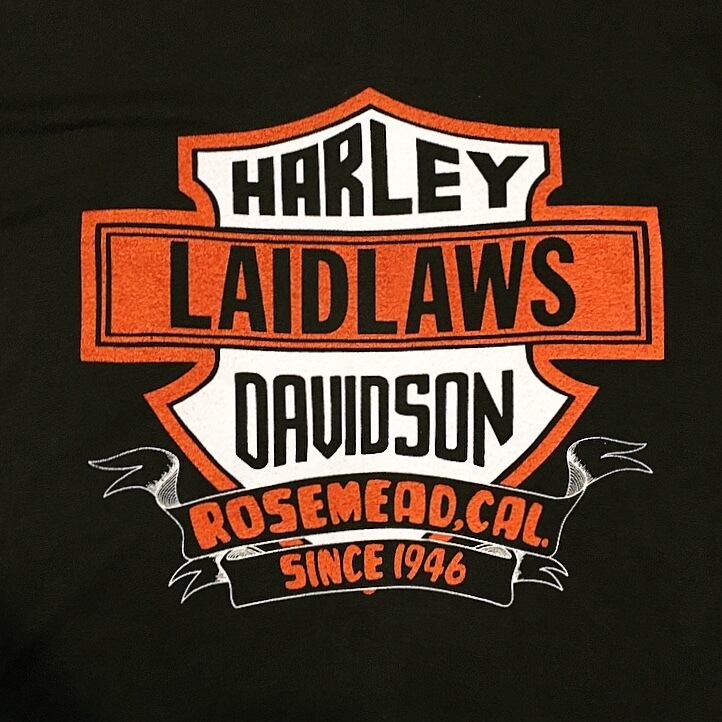 HARLEY
LAIDLAWS
DAVIDSON
ROSEMEAD, CAL.
SINCE 1946